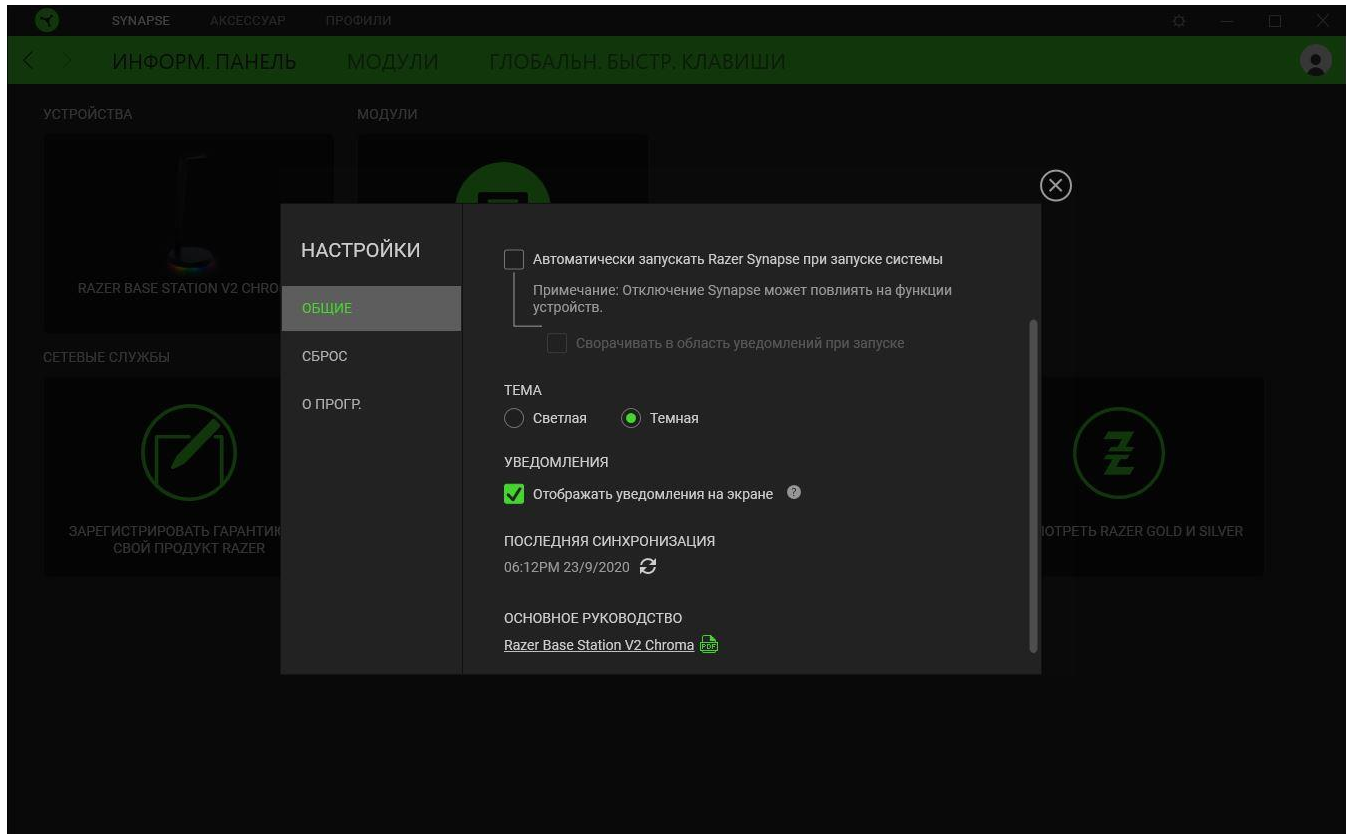 SYNAPSE АКСЕССУАР ПРОФИЛИ
ИНФОРМ. ПАНЕЛЬ МОДУЛИ ГЛОБАЛЬН. БЫСТР. КЛАВИШИ
УСТРОЙСТВА МОДУЛИ
RAZER BASE STATION V2 CHRO
СЕТЕВЫЕ СЛУЖБЫ
ЗАРЕГИСТРИРОВАТЬ ГАРАНТИЮ
СВОЙ ПРОДУКТ RAZER
ОТРЕТЬ RAZER GOLD И SILVER
НАСТРОЙКИ
ОБЩИЕ
СБРОС
О ПРОГР.
Автоматически запускать Razer Synapse при запуске системы
Примечание: Отключение Synapse может повлиять на функции
устройств.
Сворачивать в область уведомлений при запуске
ТЕМА
Светлая Темная
УВЕДОМЛЕНИЯ
Отображать уведомления на экране ?
ПОСЛЕДНЯЯ СИНХРОНИЗАЦИЯ
06:12PM 23/9/2020
ОСНОВНОЕ РУКОВОДСТВО
Razer Base Station V2 Chroma PDF